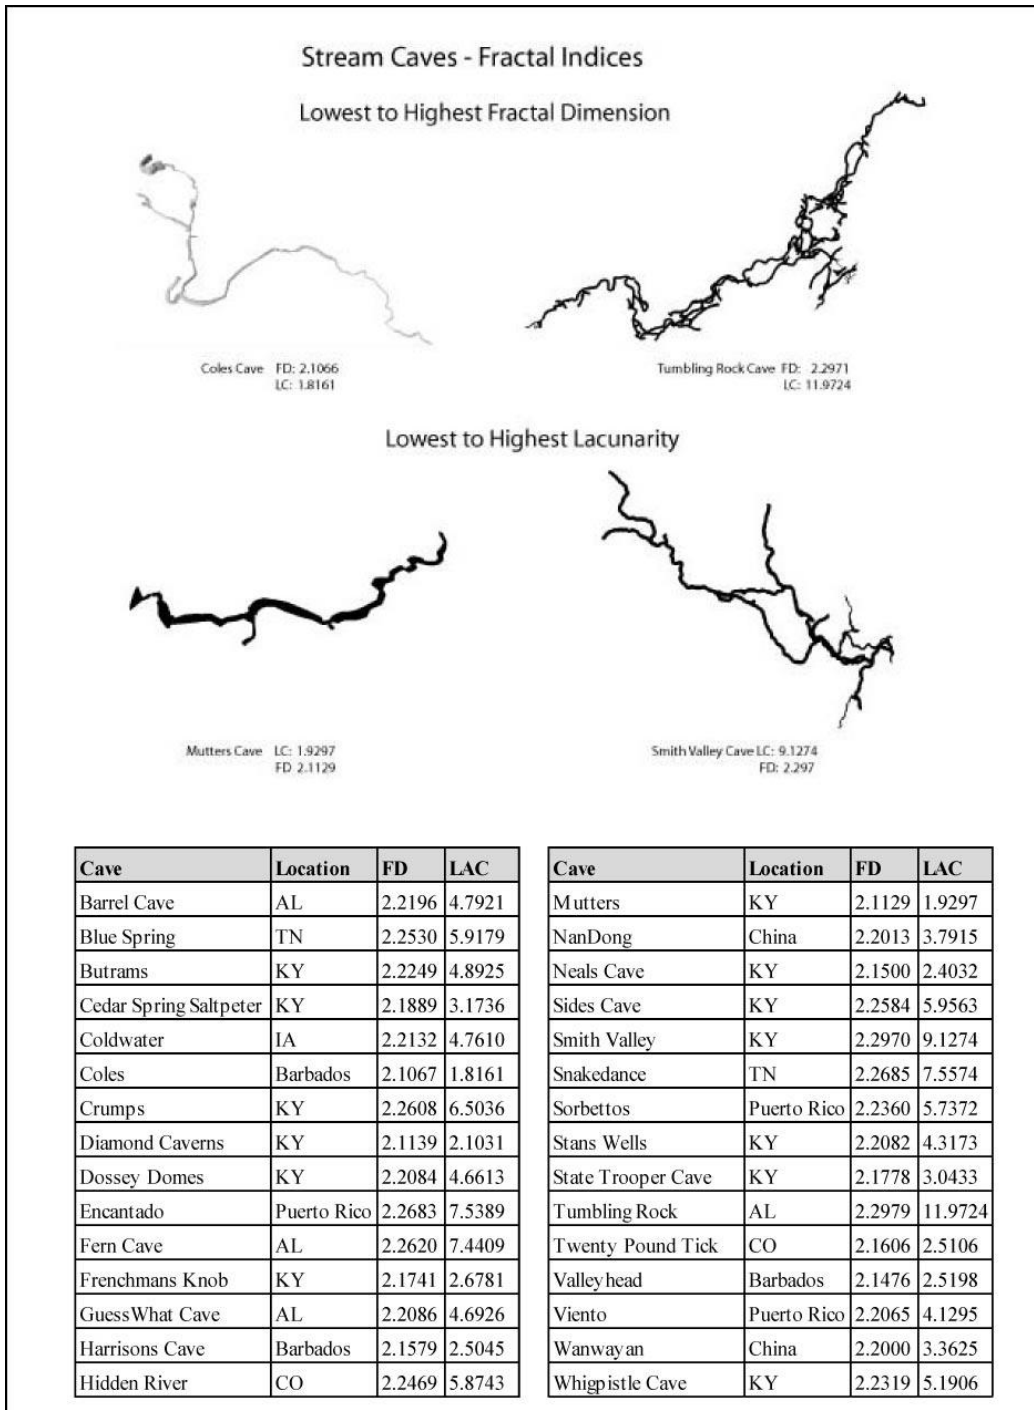 Stream Caves - Fractal Indices
Lowest to Highest Fractal Dimension
Coles Cave FD: 2.1066
LC: 1.8161
Tumbling Rock Cave FD: 2.2971
LC: 11.9724
Lowest to Highest Lacunarity
Mutters Cave LC: 1.9297
FD 2.1129
Smith Valley Cave LC: 9.1274
FD: 2.297
Cave Location FD LAC
Barrel Cave AL 2.2196 4.7921
Blue Spring TN 2.2530 5.9179
Butrams KY 2.2249 4.8925
Cedar Spring Saltpeter KY 2.1889 3.1736
Coldwater IA 2.2132 4.7610
Coles Barbados 2.1067 1.8161
Crumps KY 2.2608 6.5036
Diamond Caverns KY 2.1139 2.1031
Dossey Domes KY 2.2084 4.6613
Encantado Puerto Rico 2.2683 7.5389
Fern Cave AL 2.2620 7.4409
Frenchmans Knob KY 2.1741 2.6781
GuessWhat Cave AL 2.2086 4.6926
Harrisons Cave Barbados 2.1579 2.5045
Hidden River CO 2.2469 5.8743
Cave Location FD LAC
Mutters KY 2.1129 1.9297
NanDong China 2.2013 3.7915
Neals Cave KY 2.1500 2.4032
Sides Cave KY 2.2584 5.9563
Smith Valley KY 2.2970 9.1274
Snakedance TN 2.2685 7.5574
Sorbettos Puerto Rico 2.2360 5.7372
Stans Wells KY 2.2082 4.3173
State Trooper Cave KY 2.1778 3.0433
Tumbling Rock AL 2.2979 11.9724
Twenty Pound Tick CO 2.1606 2.5106
Valleyhead Barbados 2.1476 2.5198
Viento Puerto Rico 2.2065 4.1295
Wanwayan China 2.2000 3.3625
Whigpistle Cave KY 2.2319 5.1906